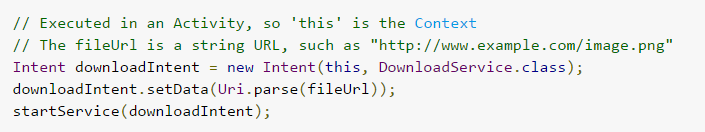 // Executed in an Activity, so 'this' is the Context
// The fileUrl is a string URL, such as "http://www.example.com/image.png"
Intent downloadIntent = new Intent(this, DownloadService.class);
downloadIntent.setData(Uri.parse(fileUrl));
startService(downloadIntent);